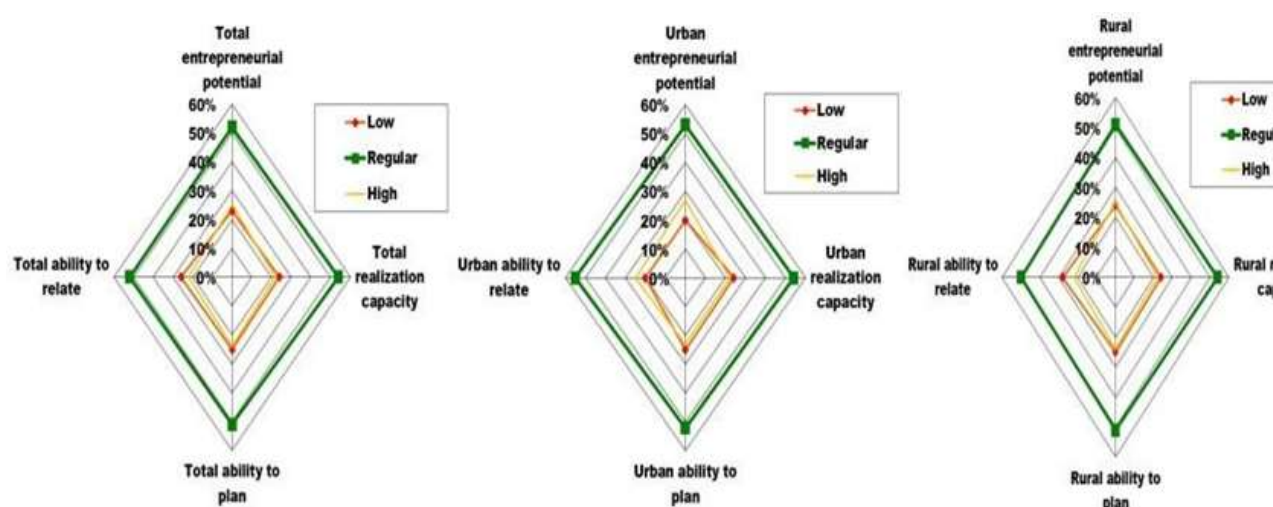 Total
entrepreneurial
potential
60%
50%
40%
30%
20%
10%
0%
Low
Regular
High
Total ability to
relate
Total
realization
capacity
Total ability to
plan
Urban
entrepreneurial
potential
60%
50%
40%
30%
20%
10%
0%
Low
Regular
High
Urban ability to
relate
Urban
realization
capacity
Urban ability to
plan
Rural
entrepreneurial
potential
60%
50%
40%
30%
20%
10%
0%
Low
Regu
High
Rural ability to
relate
Rural
Rural ability to
plan